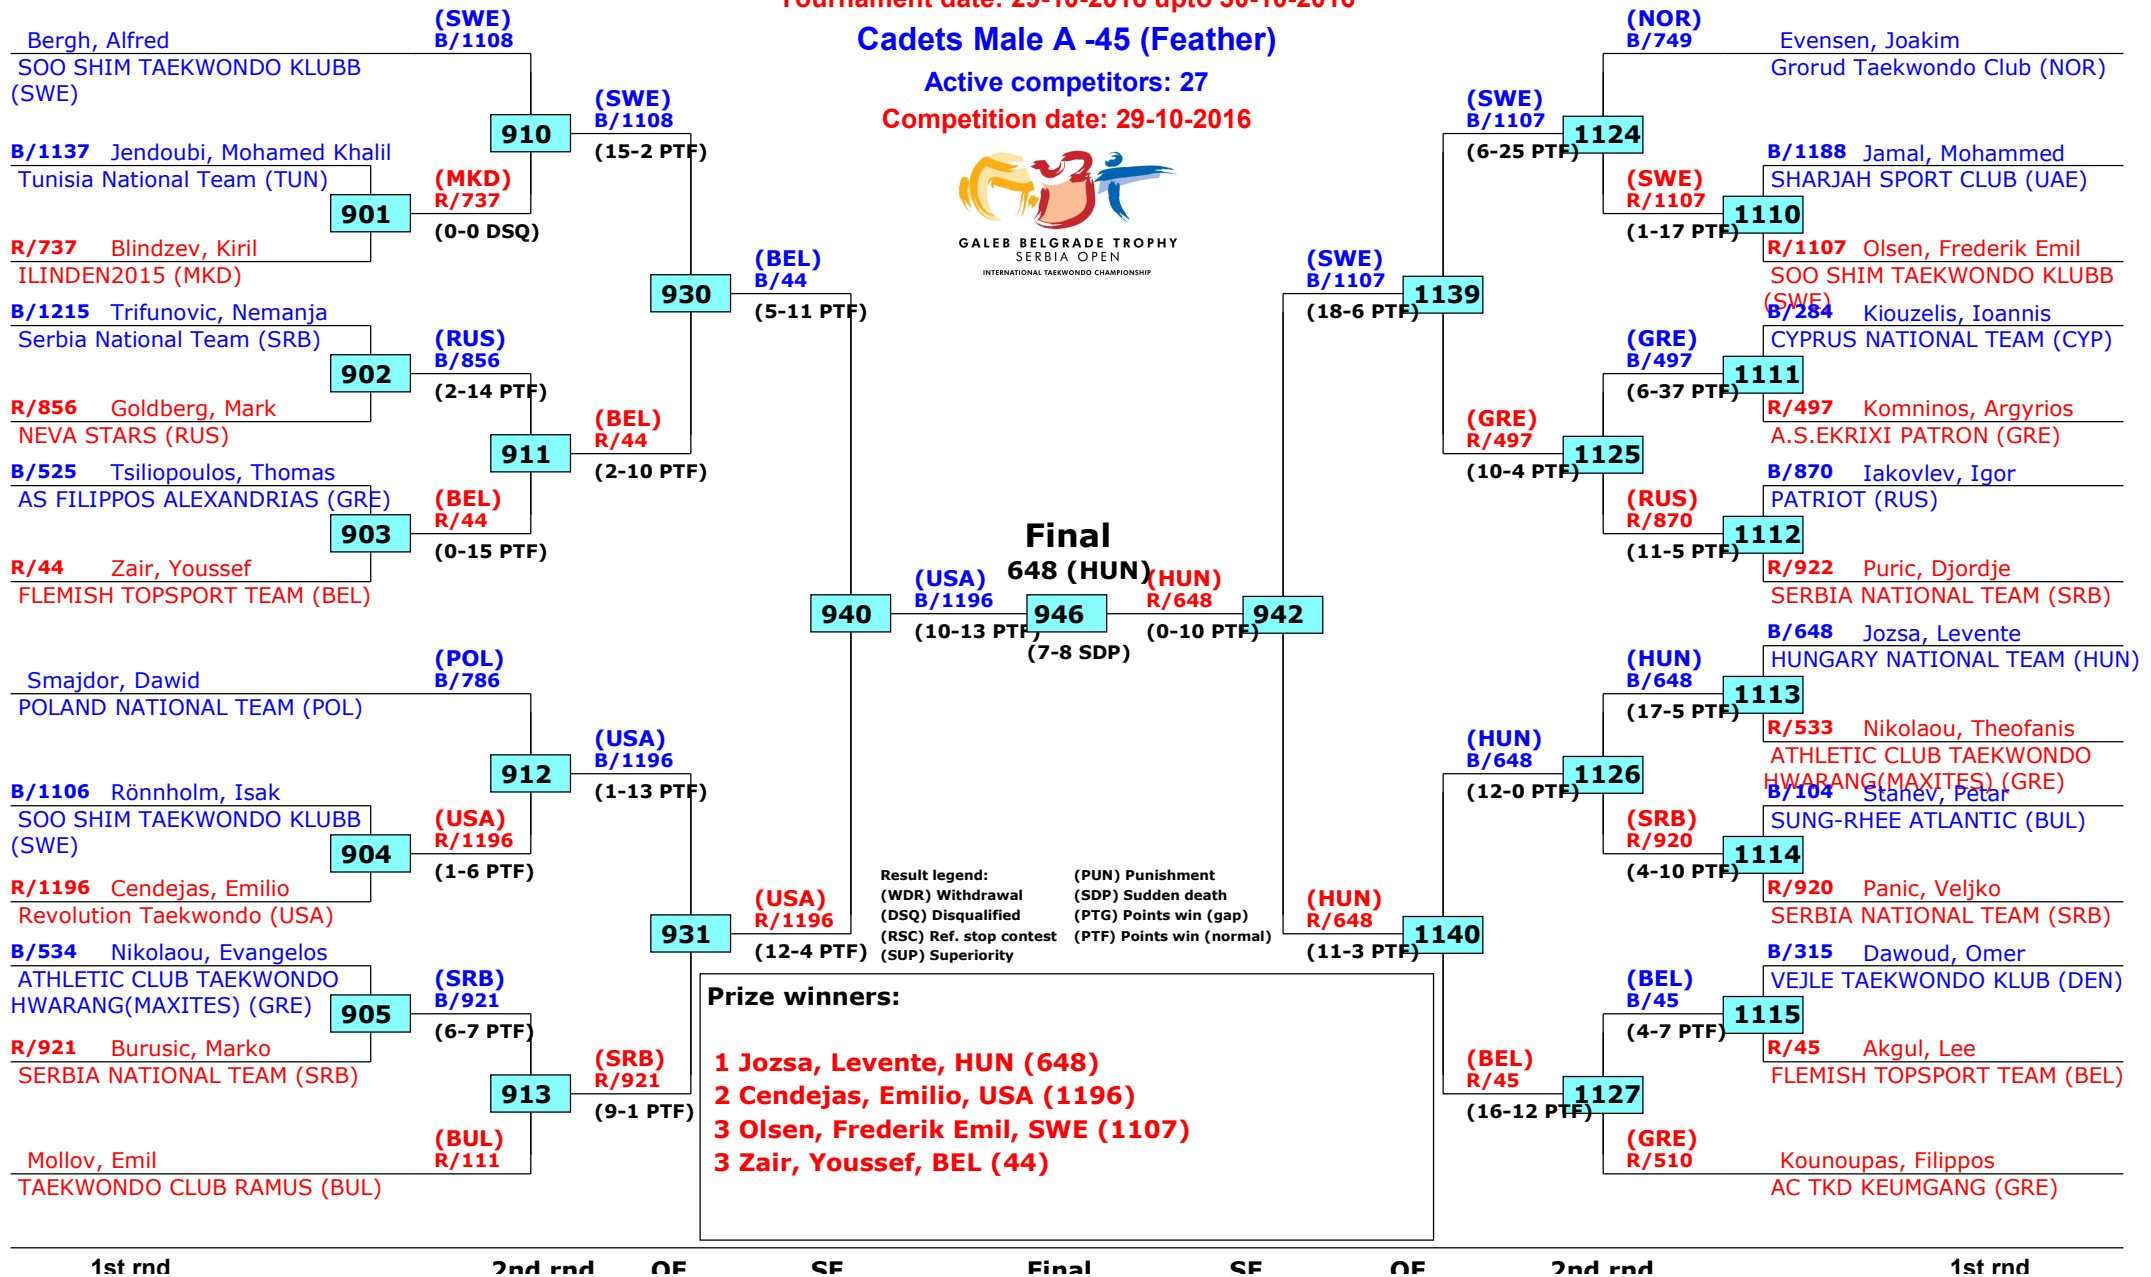 Tournament date: 29-10-2016 upto 30-10-2016
Cadets Male A -45 (Feather)
Active competitors: 27
Competition date: 29-10-2016
GALEB BELGRADE TROPHY
SERBIA OPEN
INTERNATIONAL TAEKWONDO CHAMPIONSHIP
Bergh, Alfred
SOO SHIM TAEKWONDO KLUBB
(SWE)
B/1137 Jendoubi, Mohamed Khalil
Tunisia National Team (TUN)
901
R/737 Blindzev, Kiril
ILINDEN2015 (MKD)
B/1215 Trifunovic, Nemanja
Serbia National Team (SRB)
902
R/856 Goldberg, Mark
NEVA STARS (RUS)
B/525 Tsiliopoulos, Thomas
AS FILIPPOS ALEXANDRIAS (GRE)
903
R/44 Zair, Youssef
FLEMISH TOPSPORT TEAM (BEL)
Smajdor, Dawid
POLAND NATIONAL TEAM (POL)
B/1106 Rönnholm, Isak
SOO SHIM TAEKWONDO KLUBB
(SWE)
904
R/1196 Cendejas, Emilio
Revolution Taekwondo (USA)
B/534 Nikolaou, Evangelos
ATHLETIC CLUB TAEKWONDO
HWARANG(MAXITES) (GRE)
905
R/921 Burusic, Marko
SERBIA NATIONAL TEAM (SRB)
Mollov, Emil
TAEKWONDO CLUB RAMUS (BUL)
(SWE)
B/1108
910
(MKD)
R/737
(0-0 DSQ)
(RUS)
B/856
(2-14 PTF)
911
(BEL)
R/44
(0-15 PTF)
(POL)
B/786
912
(USA)
R/1196
(1-6 PTF)
(SRB)
B/921
(6-7 PTF)
913
(BUL)
R/111
(SWE)
B/1108
(15-2 PTF)
930
(BEL)
R/44
(2-10 PTF)
(USA)
B/1196
(1-13 PTF)
931
(SRB)
R/921
(9-1 PTF)
(BEL)
B/44
(5-11 PTF)
940
(USA)
R/1196
(12-4 PTF)
(USA)
B/1196
(10-13 PTF)
Final
648 (HUN)
946
(7-8 SDP)
(HUN)
R/648
(0-10 PTF)
942
(SWE)
B/1107
(18-6 PTF)
(HUN)
R/648
(11-3 PTF)
(SWE)
B/1107
(6-25 PTF)
1139
(GRE)
R/497
(10-4 PTF)
(HUN)
B/648
(12-0 PTF)
1140
(BEL)
R/45
(16-12 PTF)
(NOR)
B/749
1124
(SWE)
R/1107
(1-17 PTF)
(GRE)
B/497
(6-37 PTF)
1125
(RUS)
R/870
(11-5 PTF)
(HUN)
B/648
(17-5 PTF)
1126
(SRB)
R/920
(4-10 PTF)
(BEL)
B/45
(4-7 PTF)
1127
(GRE)
R/510
Evensen, Joakim
Grorud Taekwondo Club (NOR)
B/1188 Jamal, Mohammed
SHARJAH SPORT CLUB (UAE)
1110
R/1107 Olsen, Frederik Emil
SOO SHIM TAEKWONDO KLUBB
(SWE)
B/284 Kiouzelis, Ioannis
CYPRUS NATIONAL TEAM (CYP)
1111
R/497 Komninos, Argyrios
A.S.EKRIXI PATRON (GRE)
B/870 Iakovlev, Igor
PATRIOT (RUS)
1112
R/922 Puric, Djordje
SERBIA NATIONAL TEAM (SRB)
B/648 Jozsa, Levente
HUNGARY NATIONAL TEAM (HUN)
1113
R/533 Nikolaou, Theofanis
ATHLETIC CLUB TAEKWONDO
HWARANG(MAXITES) (GRE)
B/104 Stanev, Petar
SUNG-RHEE ATLANTIC (BUL)
1114
R/920 Panic, Veljko
SERBIA NATIONAL TEAM (SRB)
B/315 Dawoud, Omer
VEJLE TAEKWONDO KLUB (DEN)
1115
R/45 Akgul, Lee
FLEMISH TOPSPORT TEAM (BEL)
Kounoupas, Filippos
AC TKD KEUMGANG (GRE)
Result legend: (PUN) Punishment
(WDR) Withdrawal (SDP) Sudden death
(DSQ) Disqualified (PTG) Points win (gap)
(RSC) Ref. stop contest (PTF) Points win (normal)
(SUP) Superiority
Prize winners:
1 Jozsa, Levente, HUN (648)
2 Cendejas, Emilio, USA (1196)
3 Olsen, Frederik Emil, SWE (1107)
3 Zair, Youssef, BEL (44)
1st rnd 2nd rnd QF SF Final SF QF 2nd rnd 1st rnd